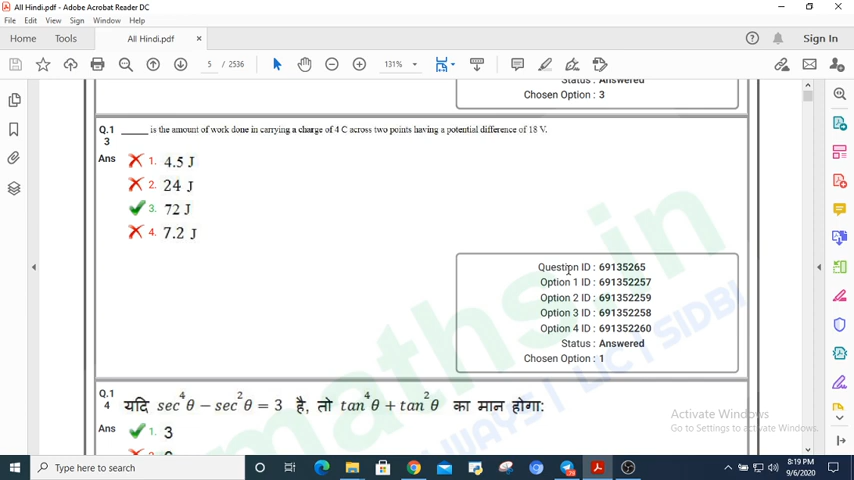 All Hindi.pdf - Adobe Acrobat Reader DC
File Edit View Sign Window Help
Home Tools All Hindi.pdf × Sign In
5 / 2536 131%
Status : Answered
Chosen Option : 3
Q.1 ______ is the amount of work done in carrying a charge of 4 C across two points having a potential difference of 18 V.
3
Ans 1. 4.5 J
2. 24 J
3. 72 J
4. 7.2 J
Question ID : 69135265
Option 1 ID : 691352257
Option 2 ID : 691352259
Option 3 ID : 691352258
Option 4 ID : 691352260
Status : Answered
Chosen Option : 1
Q.1
4 यदि sec⁴θ − sec²θ = 3 है, तो tan⁴θ + tan²θ का मान होगा:
Ans 1. 3
maths.in
Activate Windows
Go to Settings to activate Windows.
Type here to search
8:19 PM
9/6/2020